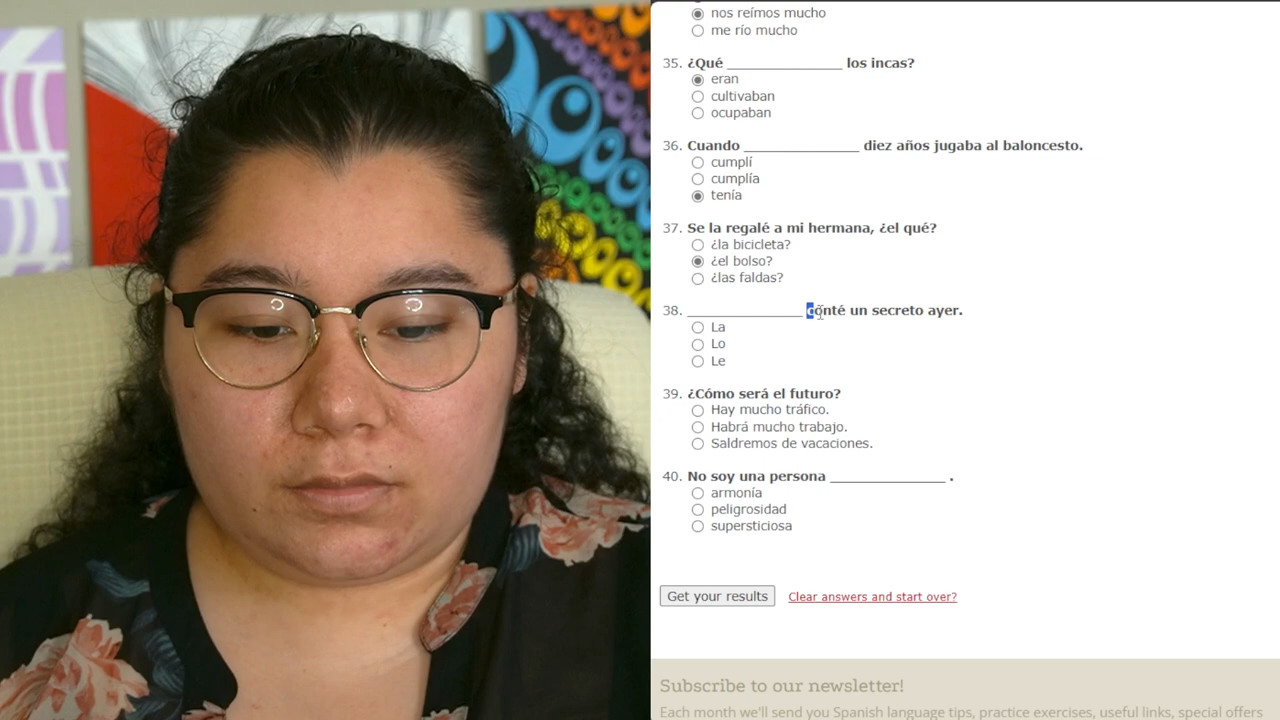 nos reímos mucho
me río mucho
35. ¿Qué ________________ los incas?
eran
cultivaban
ocupaban
36. Cuando ________________ diez años jugaba al baloncesto.
cumplí
cumplía
tenía
37. Se la regalé a mi hermana, ¿el qué?
¿la bicicleta?
¿el bolso?
¿las faldas?
38. ________________ conté un secreto ayer.
La
Lo
Le
39. ¿Cómo será el futuro?
Hay mucho tráfico.
Habrá mucho trabajo.
Saldremos de vacaciones.
40. No soy una persona ________________ .
armonía
peligrosidad
supersticiosa
Get your results Clear answers and start over?
Subscribe to our newsletter!
Each month we'll send you Spanish language tips, practice exercises, useful links, special offers